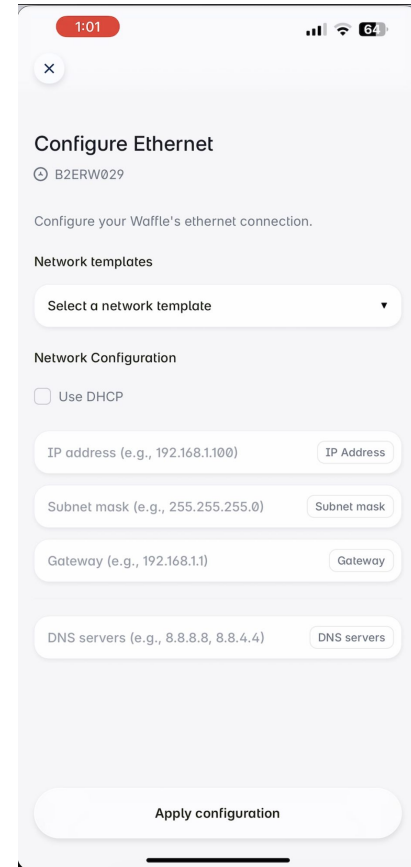 1:01
64
Configure Ethernet
B2ERW029
Configure your Waffle's ethernet connection.
Network templates
Select a network template
Network Configuration
Use DHCP
IP address (e.g., 192.168.1.100) IP Address
Subnet mask (e.g., 255.255.255.0) Subnet mask
Gateway (e.g., 192.168.1.1) Gateway
DNS servers (e.g., 8.8.8.8, 8.8.4.4) DNS servers
Apply configuration